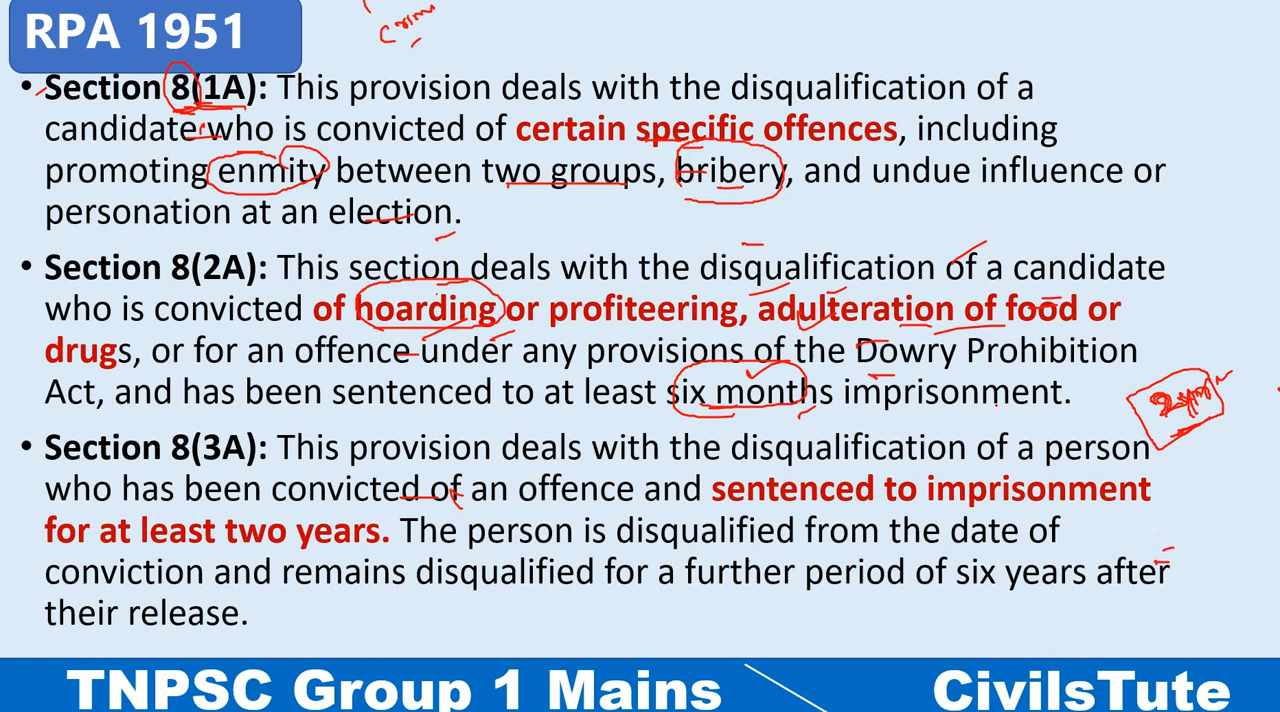 RPA 1951
• Section 8(1A): This provision deals with the disqualification of a
candidate who is convicted of certain specific offences, including
promoting enmity between two groups, bribery, and undue influence or
personation at an election.
• Section 8(2A): This section deals with the disqualification of a candidate
who is convicted of hoarding or profiteering, adulteration of food or
drugs, or for an offence under any provisions of the Dowry Prohibition
Act, and has been sentenced to at least six months imprisonment.
• Section 8(3A): This provision deals with the disqualification of a person
who has been convicted of an offence and sentenced to imprisonment
for at least two years. The person is disqualified from the date of
conviction and remains disqualified for a further period of six years after
their release.
TNPSC Group 1 Mains
CivilsTute